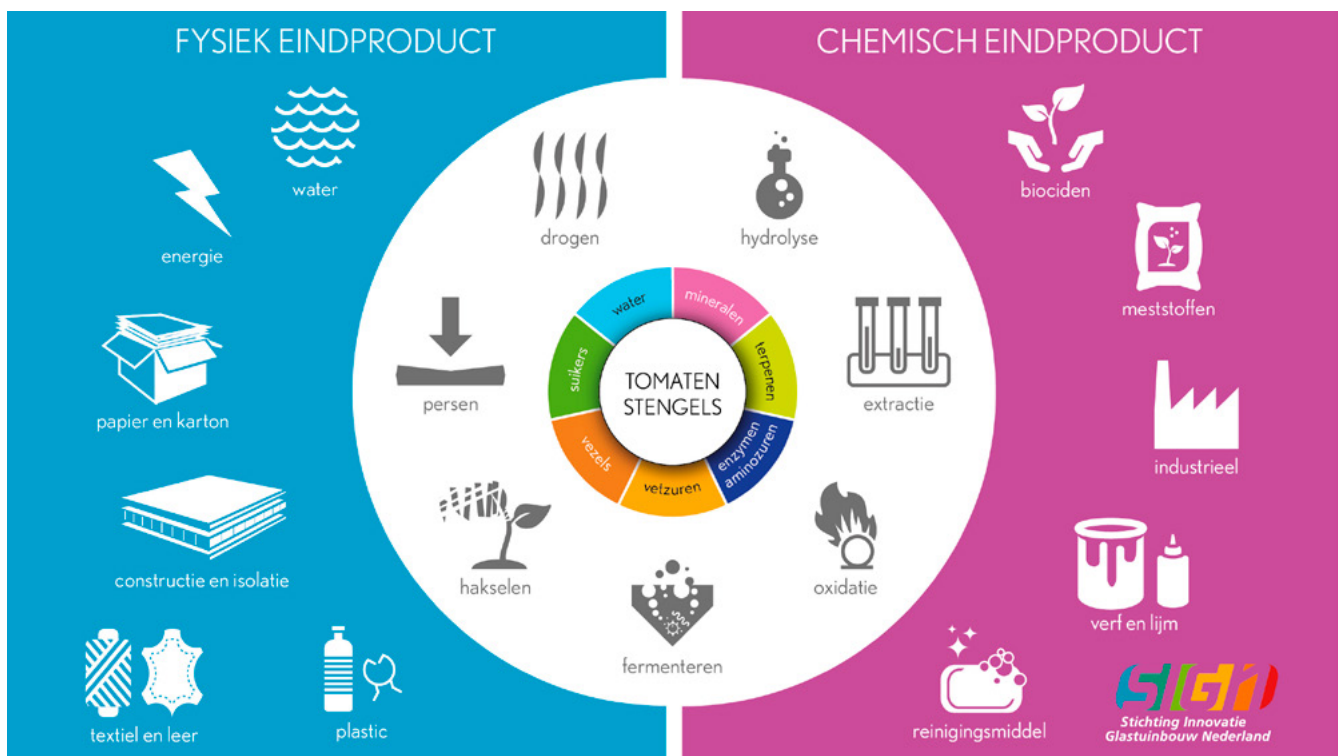 FYSIEK EINDPRODUCT
water
energie
papier en karton
constructie en isolatie
textiel en leer
plastic
drogen
hydrolyse
persen
extractie
hakselen
oxidatie
fermenteren
water
mineralen
terpenen
enzymen
aminozuren
vetzuren
vezels
suikers
TOMATEN
STENGELS
CHEMISCH EINDPRODUCT
biociden
meststoffen
industrieel
verf en lijm
reinigingsmiddel
SIGN
Stichting Innovatie
Glastuinbouw Nederland